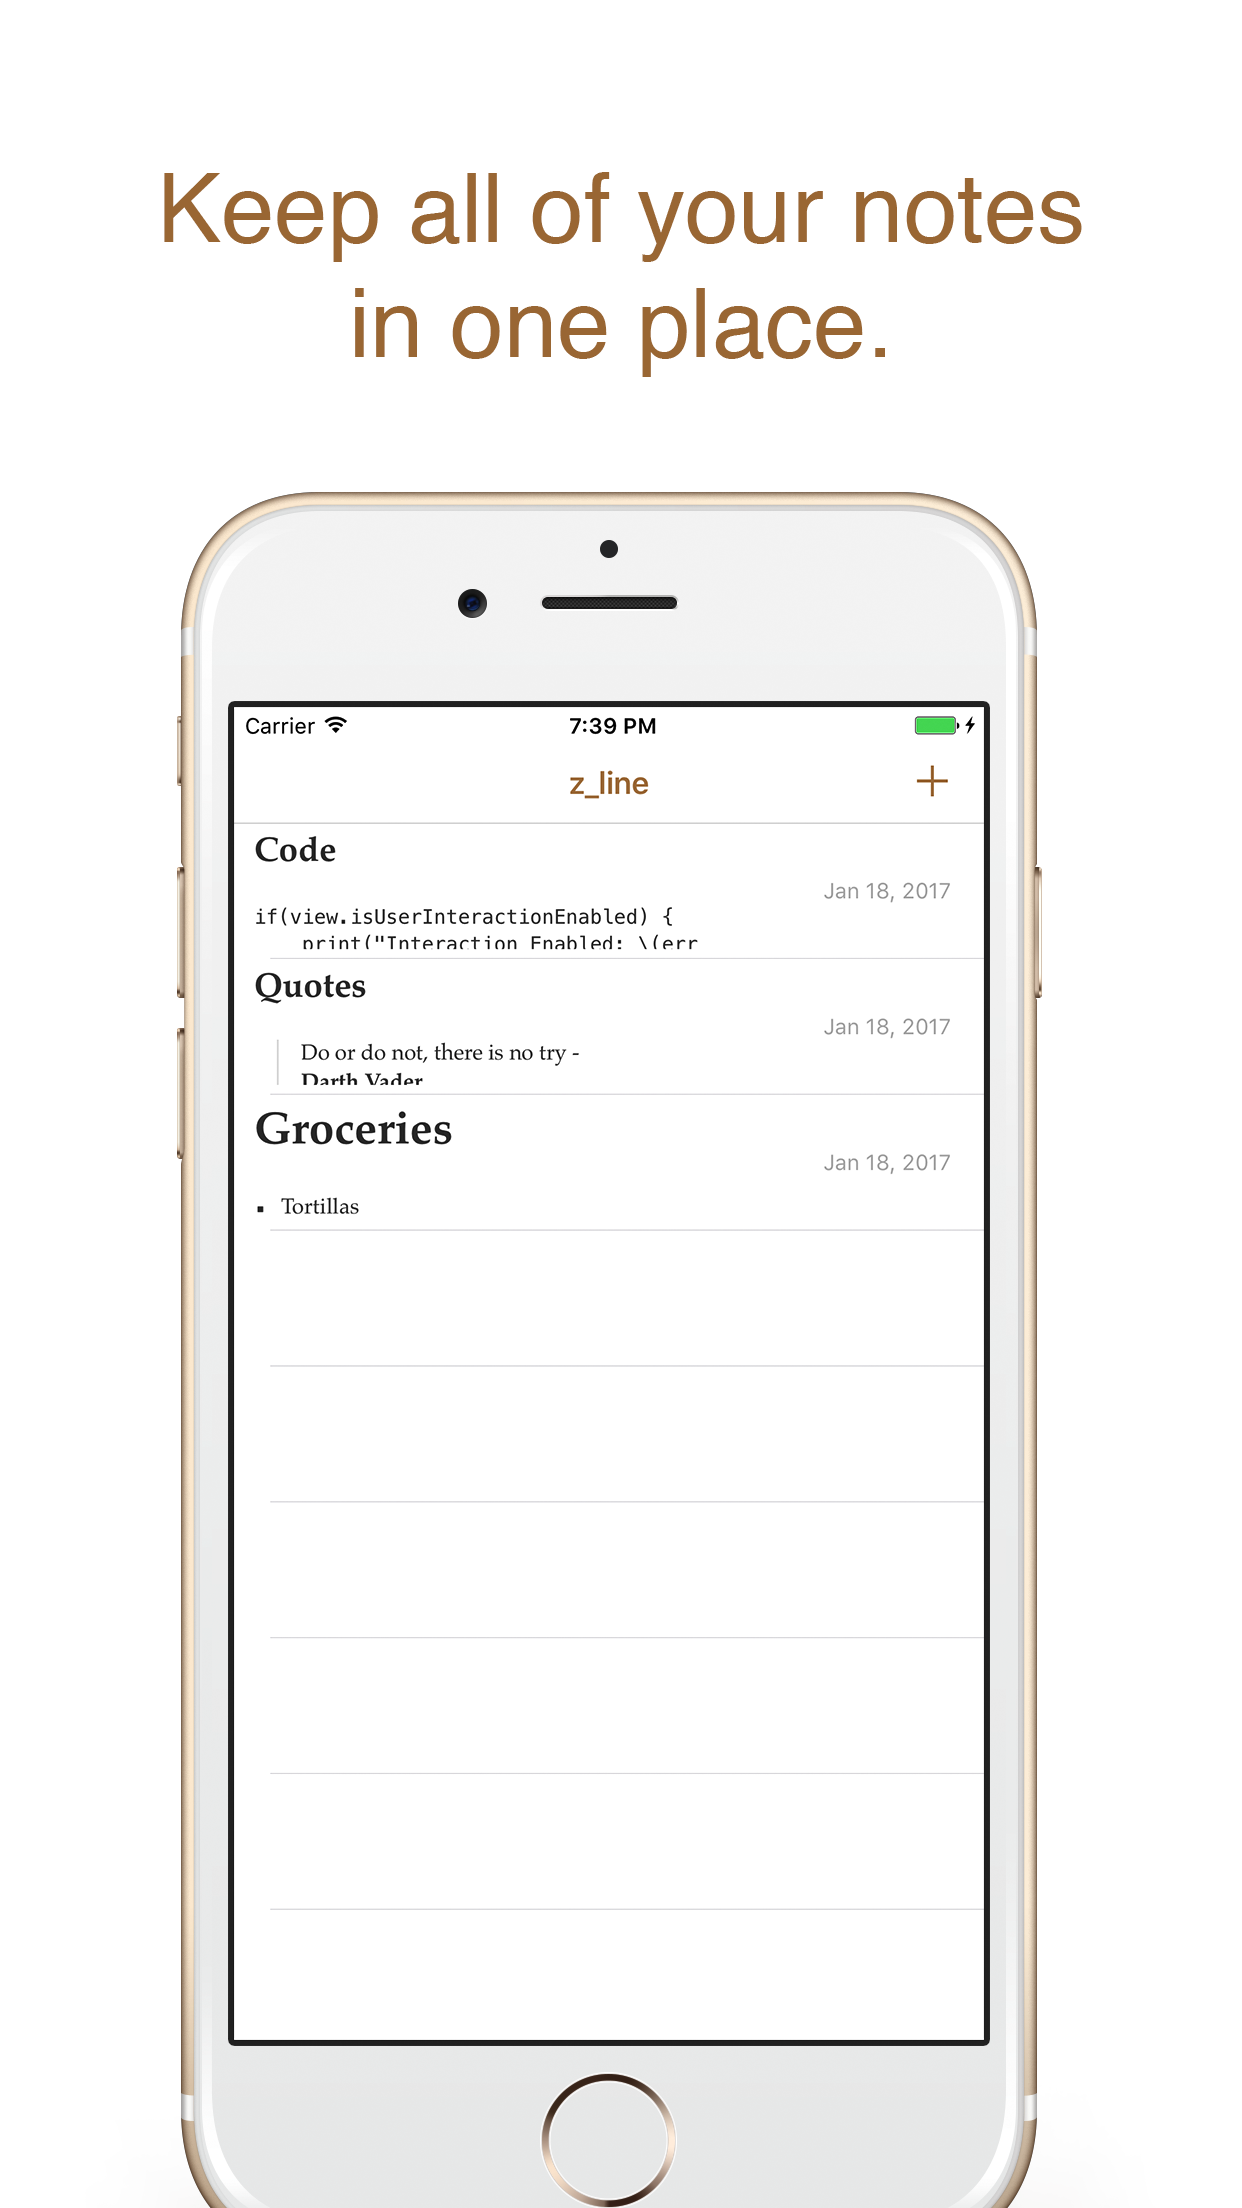 Keep all of your notes
in one place.
Carrier 7:39 PM
z_line
Code
Jan 18, 2017
if(view.isUserInteractionEnabled) {
print("Interaction Enabled: \(err
Quotes
Jan 18, 2017
Do or do not, there is no try -
Darth Vader
Groceries
Jan 18, 2017
▪ Tortillas